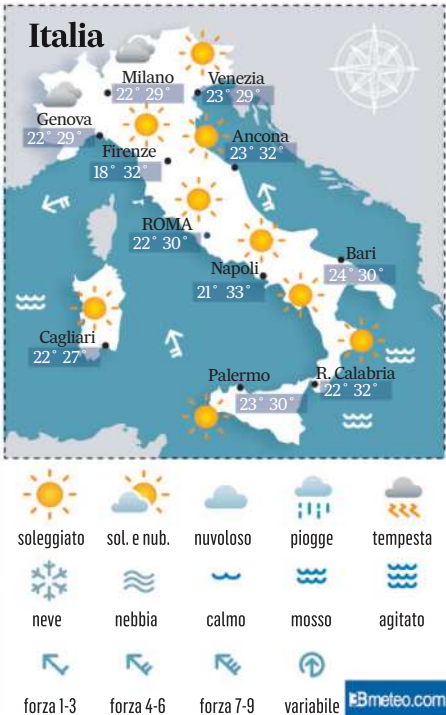 Italia
Milano
22° 29°
Venezia
23° 29°
Genova
22° 29°
Firenze
18° 32°
Ancona
23° 32°
ROMA
22° 30°
Napoli
21° 33°
Bari
24° 30°
Cagliari
22° 27°
Palermo
23° 30°
R. Calabria
22° 32°
soleggiato sol. e nub. nuvoloso piogge tempesta
neve nebbia calmo mosso agitato
forza 1-3 forza 4-6 forza 7-9 variabile
3Bmeteo.com